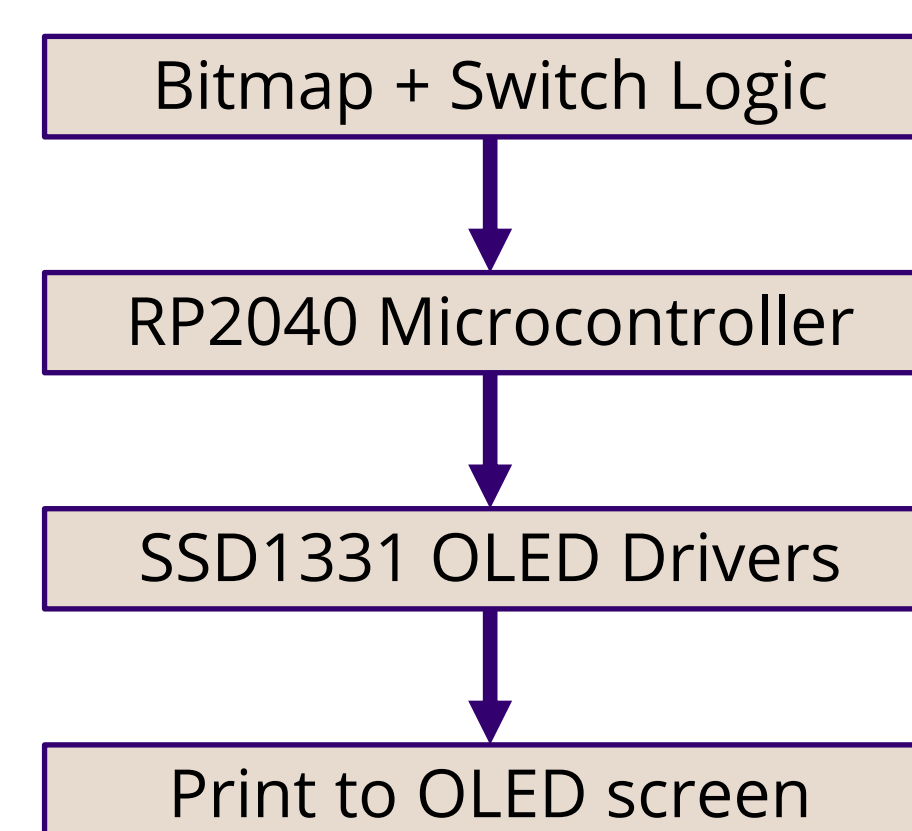 Bitmap + Switch Logic
RP2040 Microcontroller
SSD1331 OLED Drivers
Print to OLED screen